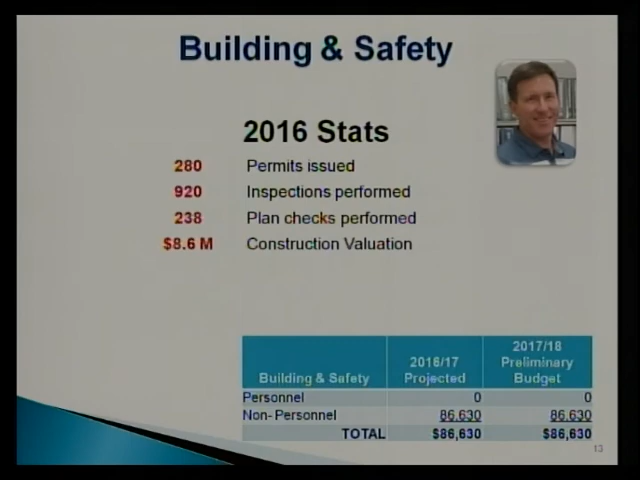 Building & Safety
2016 Stats
280 Permits issued
920 Inspections performed
238 Plan checks performed
$8.6 M Construction Valuation
Building & Safety 2016/17 Projected 2017/18 Preliminary Budget
Personnel 0 0
Non-Personnel 86,630 86,630
TOTAL $86,630 $86,630
13